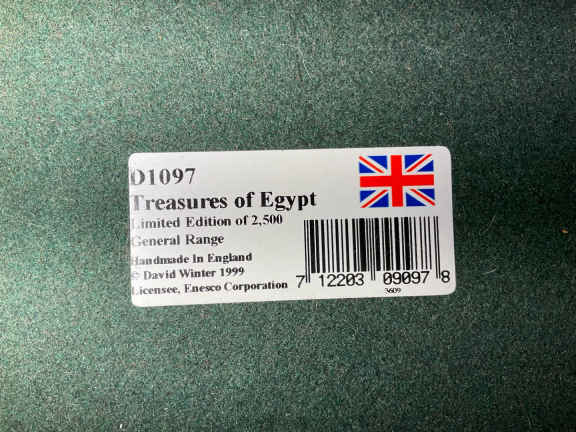 D1097
Treasures of Egypt
Limited Edition of 2,500
General Range
Handmade In England
© David Winter 1999
Licensee, Enesco Corporation
7 12203 09097 8
3609